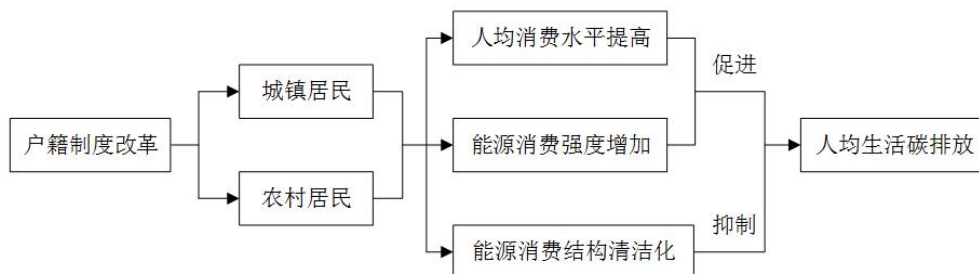 人均消费水平提高
促进
城镇居民
户籍制度改革
能源消费强度增加
人均生活碳排放
农村居民
抑制
能源消费结构清洁化